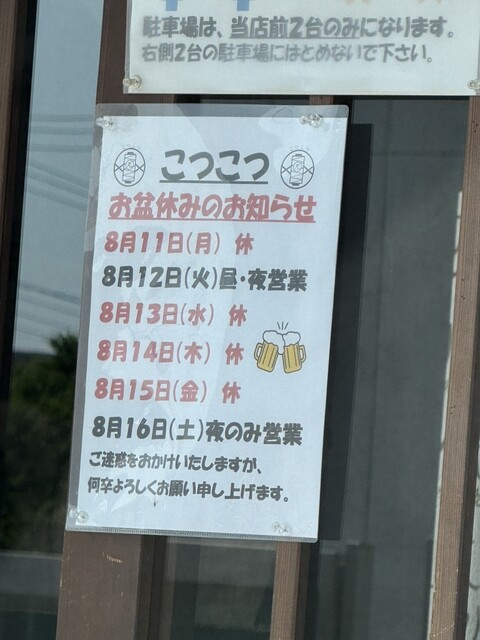 駐車場は、当店前2台のみになります。
右側2台の駐車場にはとめないで下さい。
こつこつ
お盆休みのお知らせ
8月11日(月) 休
8月12日(火)昼・夜営業
8月13日(水) 休
8月14日(木) 休
8月15日(金) 休
8月16日(土)夜のみ営業
ご迷惑をおかけいたしますが、
何卒よろしくお願い申し上げます。